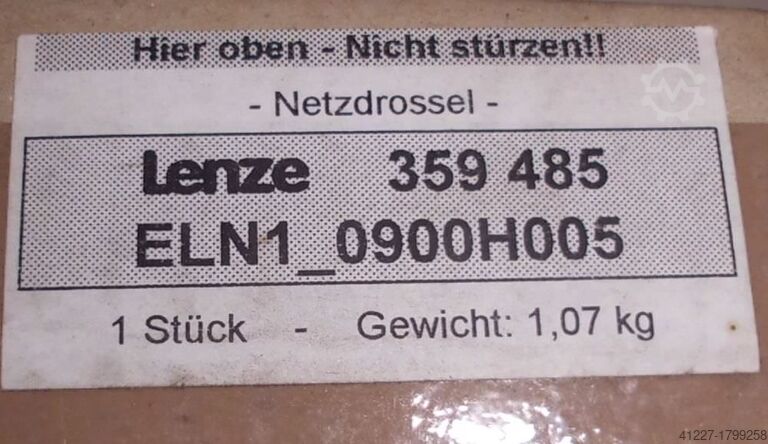 Hier oben - Nicht stürzen!!
- Netzdrossel -
Lenze 359 485
ELN1_0900H005
1 Stück - Gewicht: 1,07 kg
41227-1799258